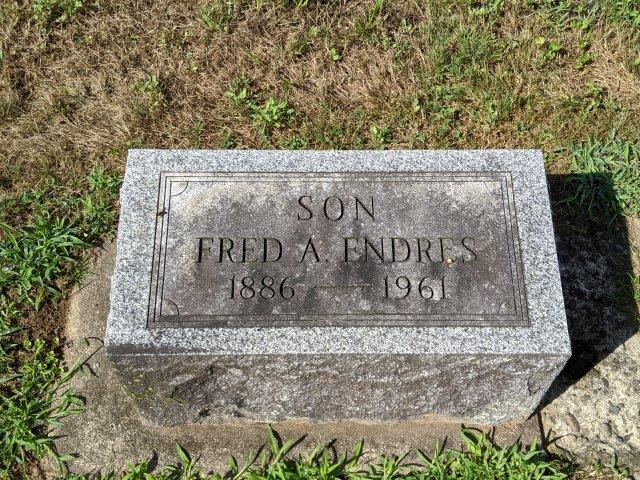 SON
FRED A. ENDRES
1886 — 1961